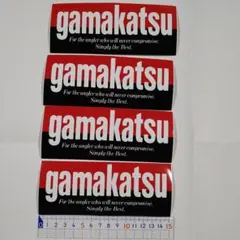 gamakatsu
For the angler who will never compromise.
Simply the Best.
gamakatsu
For the angler who will never compromise.
Simply the Best.
gamakatsu
For the angler who will never compromise.
Simply the Best.
gamakatsu
For the angler who will never compromise.
Simply the Best.
0 1 2 3 4 5 6 7 8 9 10 11 12 13 14 15